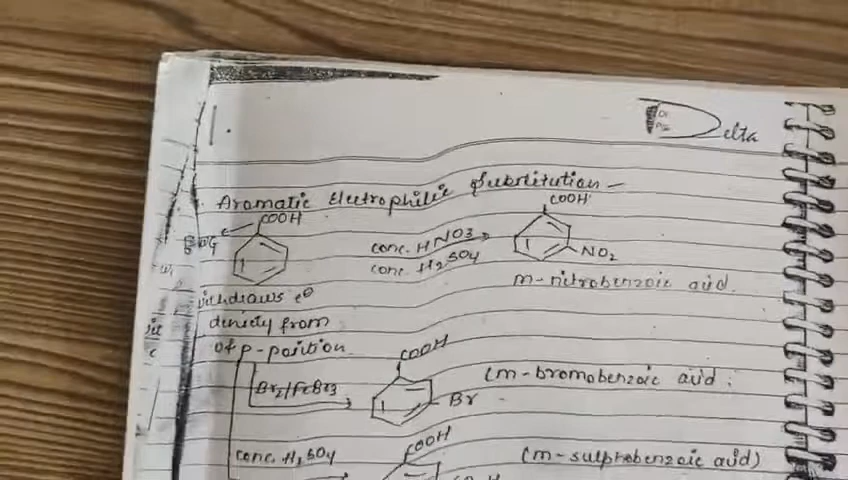 1.
Delta
Aromatic Electrophilic Substitution –
COOH
COOH
conc. HNO3
conc. H2SO4
NO2
m-nitrobenzoic acid.
withdraws e⊖
density from
o & p-position
COOH
Br2/FeBr3
Br
(m-bromobenzoic acid.
conc. H2SO4
COOH
(m-sulphobenzoic acid)